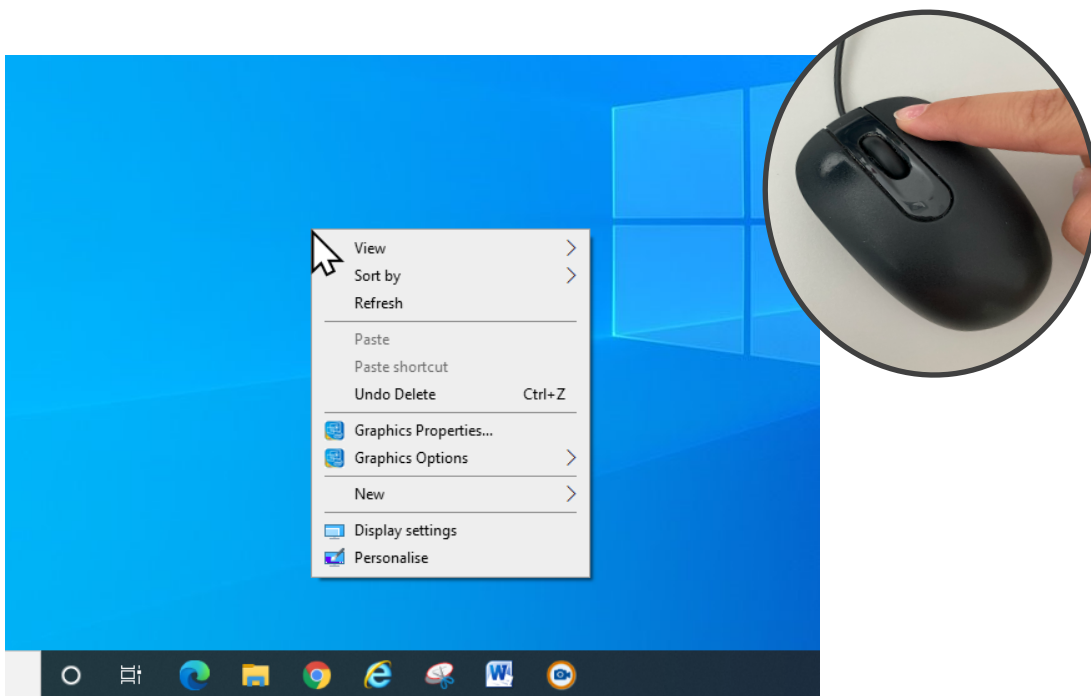 View
Sort by
Refresh
Paste
Paste shortcut
Undo Delete Ctrl+Z
Graphics Properties...
Graphics Options
New
Display settings
Personalise
W